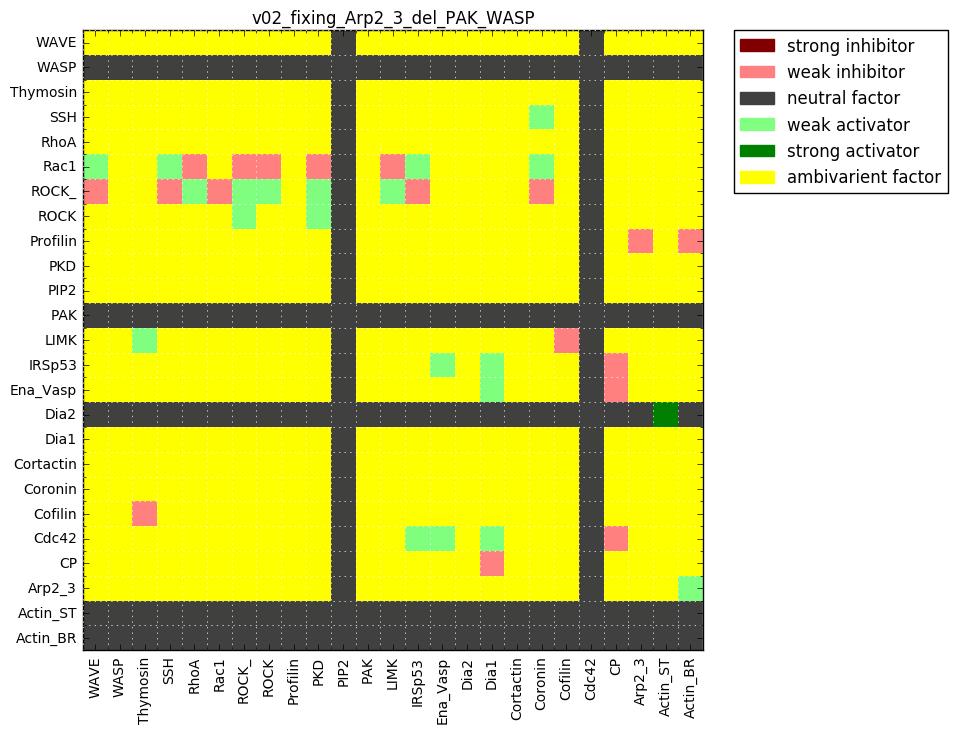 v02_fixing_Arp2_3_del_PAK_WASP
WAVE
WASP
Thymosin
SSH
RhoA
Rac1
ROCK_
ROCK
Profilin
PKD
PIP2
PAK
LIMK
IRSp53
Ena_Vasp
Dia2
Dia1
Cortactin
Coronin
Cofilin
Cdc42
CP
Arp2_3
Actin_ST
Actin_BR
WAVE
WASP
Thymosin
SSH
RhoA
Rac1
ROCK_
ROCK
Profilin
PKD
PIP2
PAK
LIMK
IRSp53
Ena_Vasp
Dia2
Dia1
Cortactin
Coronin
Cofilin
Cdc42
CP
Arp2_3
Actin_ST
Actin_BR
strong inhibitor
weak inhibitor
neutral factor
weak activator
strong activator
ambivarient factor